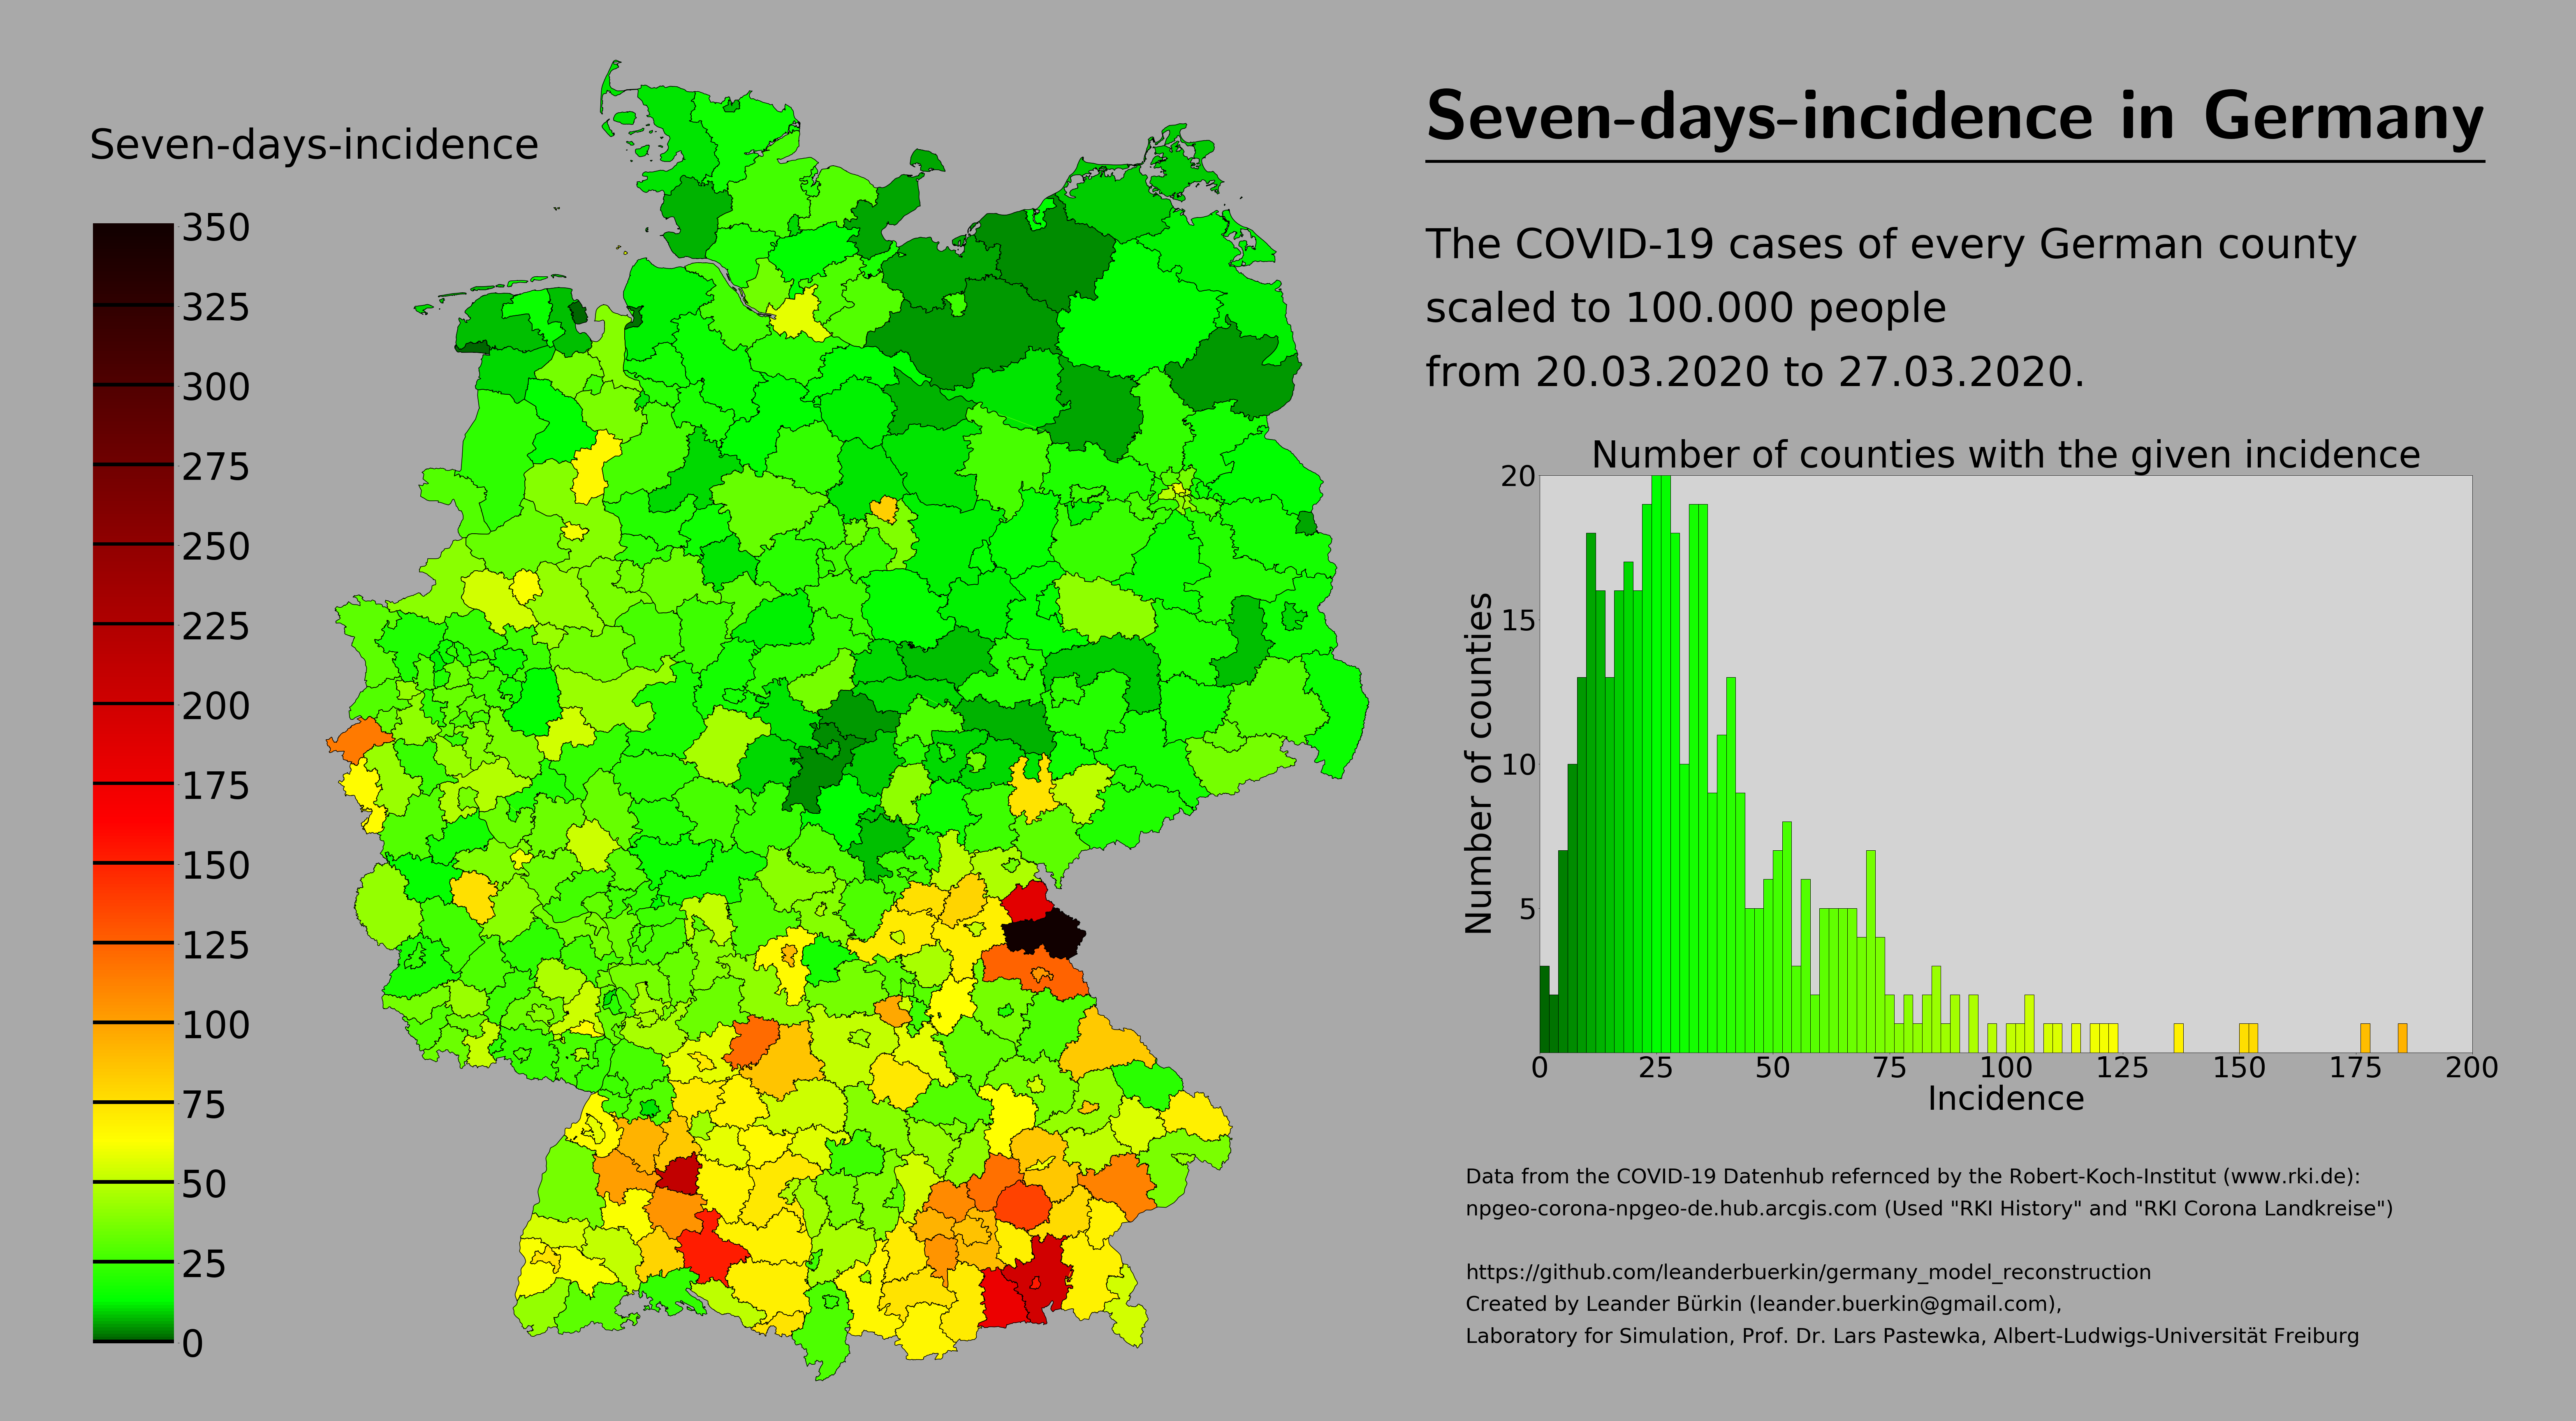 Seven-days-incidence
350
325
300
275
250
225
200
175
150
125
100
75
50
25
0
Seven-days-incidence in Germany
The COVID-19 cases of every German county
scaled to 100.000 people
from 20.03.2020 to 27.03.2020.
Number of counties with the given incidence
20
15
10
5
Number of counties
0 25 50 75 100 125 150 175 200
Incidence
Data from the COVID-19 Datenhub refernced by the Robert-Koch-Institut (www.rki.de):
npgeo-corona-npgeo-de.hub.arcgis.com (Used "RKI History" and "RKI Corona Landkreise")
https://github.com/leanderbuerkin/germany_model_reconstruction
Created by Leander Bürkin (leander.buerkin@gmail.com),
Laboratory for Simulation, Prof. Dr. Lars Pastewka, Albert-Ludwigs-Universität Freiburg